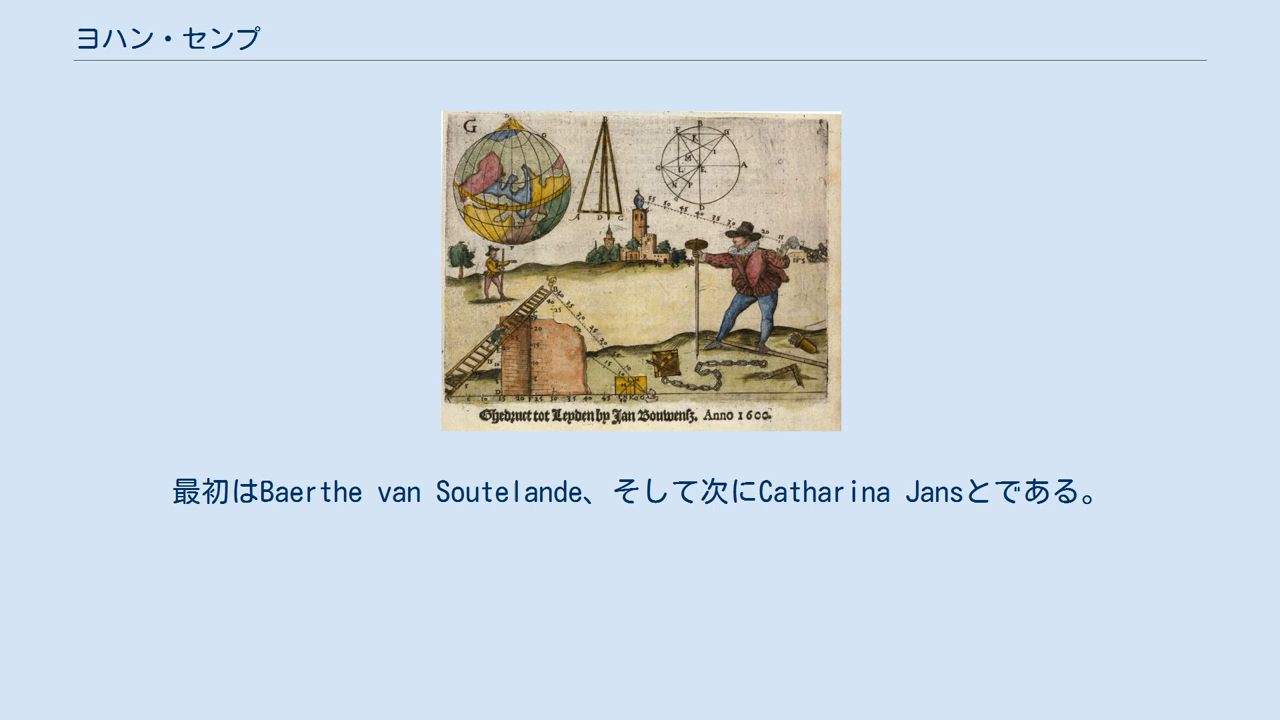 ヨハン・センプ
G
Ghedruct tot Leyden by Jan Bouwensz. Anno 1600.
最初はBaerthe van Soutelande、そして次にCatharina Jansとである。